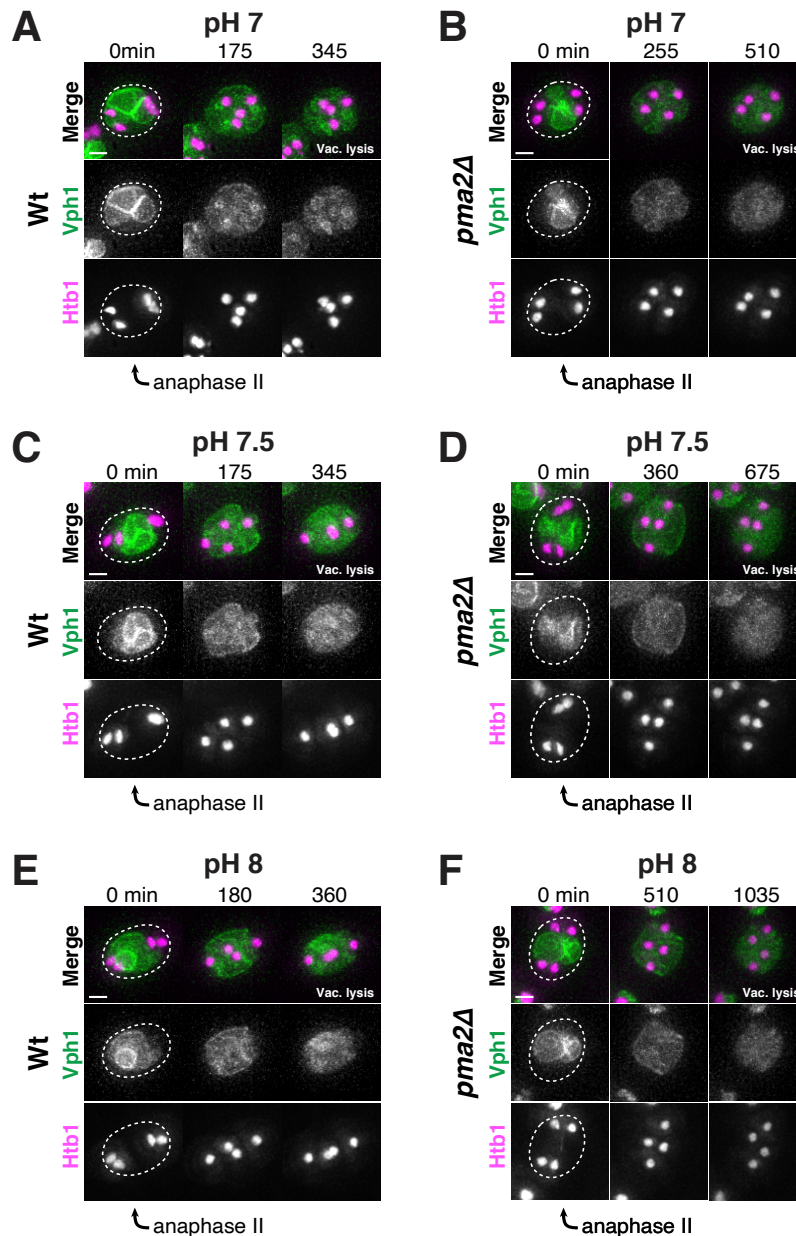 A
pH 7
0min 175 345
Wt
Merge
Vph1
Htb1
Vac. lysis
anaphase II
B
pH 7
0 min 255 510
pma2Δ
Merge
Vph1
Htb1
Vac. lysis
anaphase II
C
pH 7.5
0 min 175 345
Wt
Merge
Vph1
Htb1
Vac. lysis
anaphase II
D
pH 7.5
0 min 360 675
pma2Δ
Merge
Vph1
Htb1
Vac. lysis
anaphase II
E
pH 8
0 min 180 360
Wt
Merge
Vph1
Htb1
Vac. lysis
anaphase II
F
pH 8
0 min 510 1035
pma2Δ
Merge
Vph1
Htb1
Vac. lysis
anaphase II